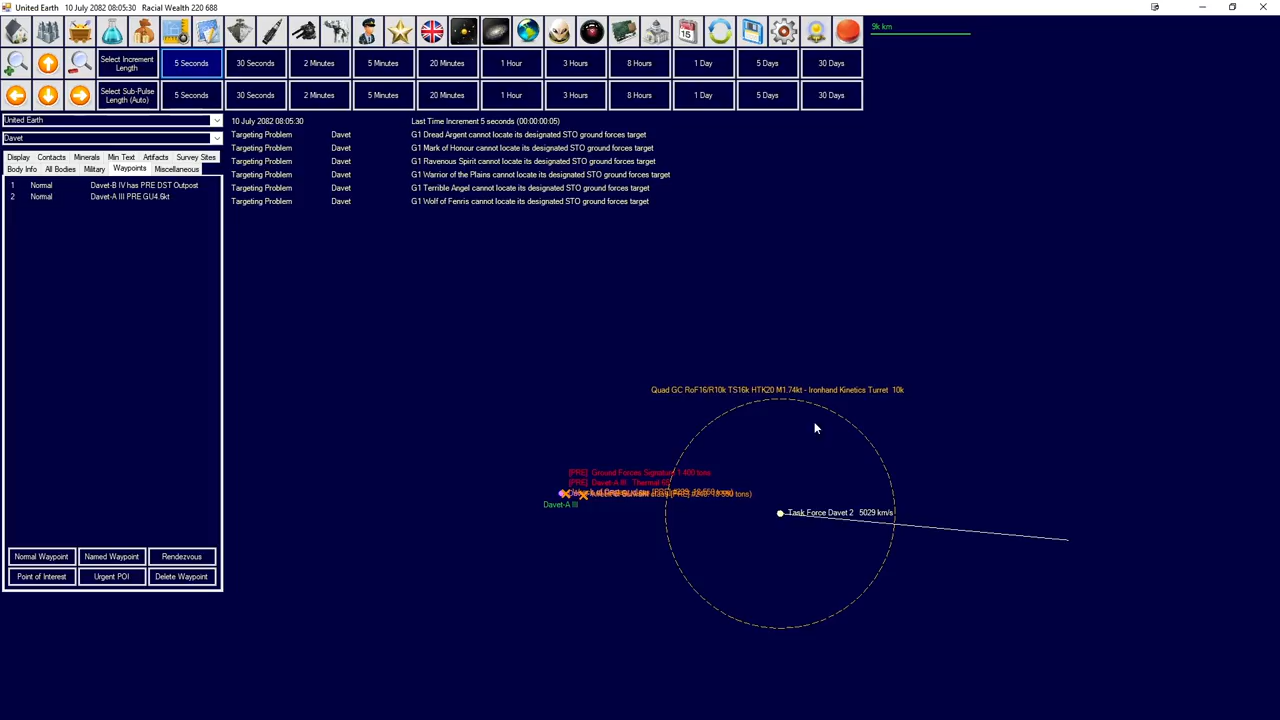 United Earth   10 July 2082 08:05:30   Racial Wealth 220 688
9k km
Select Increment Length
5 Seconds
30 Seconds
2 Minutes
5 Minutes
20 Minutes
1 Hour
3 Hours
8 Hours
1 Day
5 Days
30 Days
Select Sub-Pulse Length (Auto)
5 Seconds
30 Seconds
2 Minutes
5 Minutes
20 Minutes
1 Hour
3 Hours
8 Hours
1 Day
5 Days
30 Days
United Earth
Davet
Display Contacts Minerals Min Text Artifacts Survey Sites
Body Info All Bodies Military Waypoints Miscellaneous
1 Normal Davet-B IV has PRE DST Outpost
2 Normal Davet-A III PRE GU4.6kt
10 July 2082 08:05:30 Last Time Increment 5 seconds (00:00:00:05)
Targeting Problem Davet G1 Dread Argent cannot locate its designated STO ground forces target
Targeting Problem Davet G1 Mark of Honour cannot locate its designated STO ground forces target
Targeting Problem Davet G1 Ravenous Spirit cannot locate its designated STO ground forces target
Targeting Problem Davet G1 Warrior of the Plains cannot locate its designated STO ground forces target
Targeting Problem Davet G1 Terrible Angel cannot locate its designated STO ground forces target
Targeting Problem Davet G1 Wolf of Fenris cannot locate its designated STO ground forces target
Quad GC RoF16/R10k TS16k HTK20 M1.74kt - Ironhand Kinetics Turret 10k
[PRE] Ground Forces Signature 1 400 tons
[PRE] Davet-A III Thermal
Davet-A III
Task Force Davet 2 5029 km/s
Normal Waypoint
Named Waypoint
Rendezvous
Point of Interest
Urgent POI
Delete Waypoint